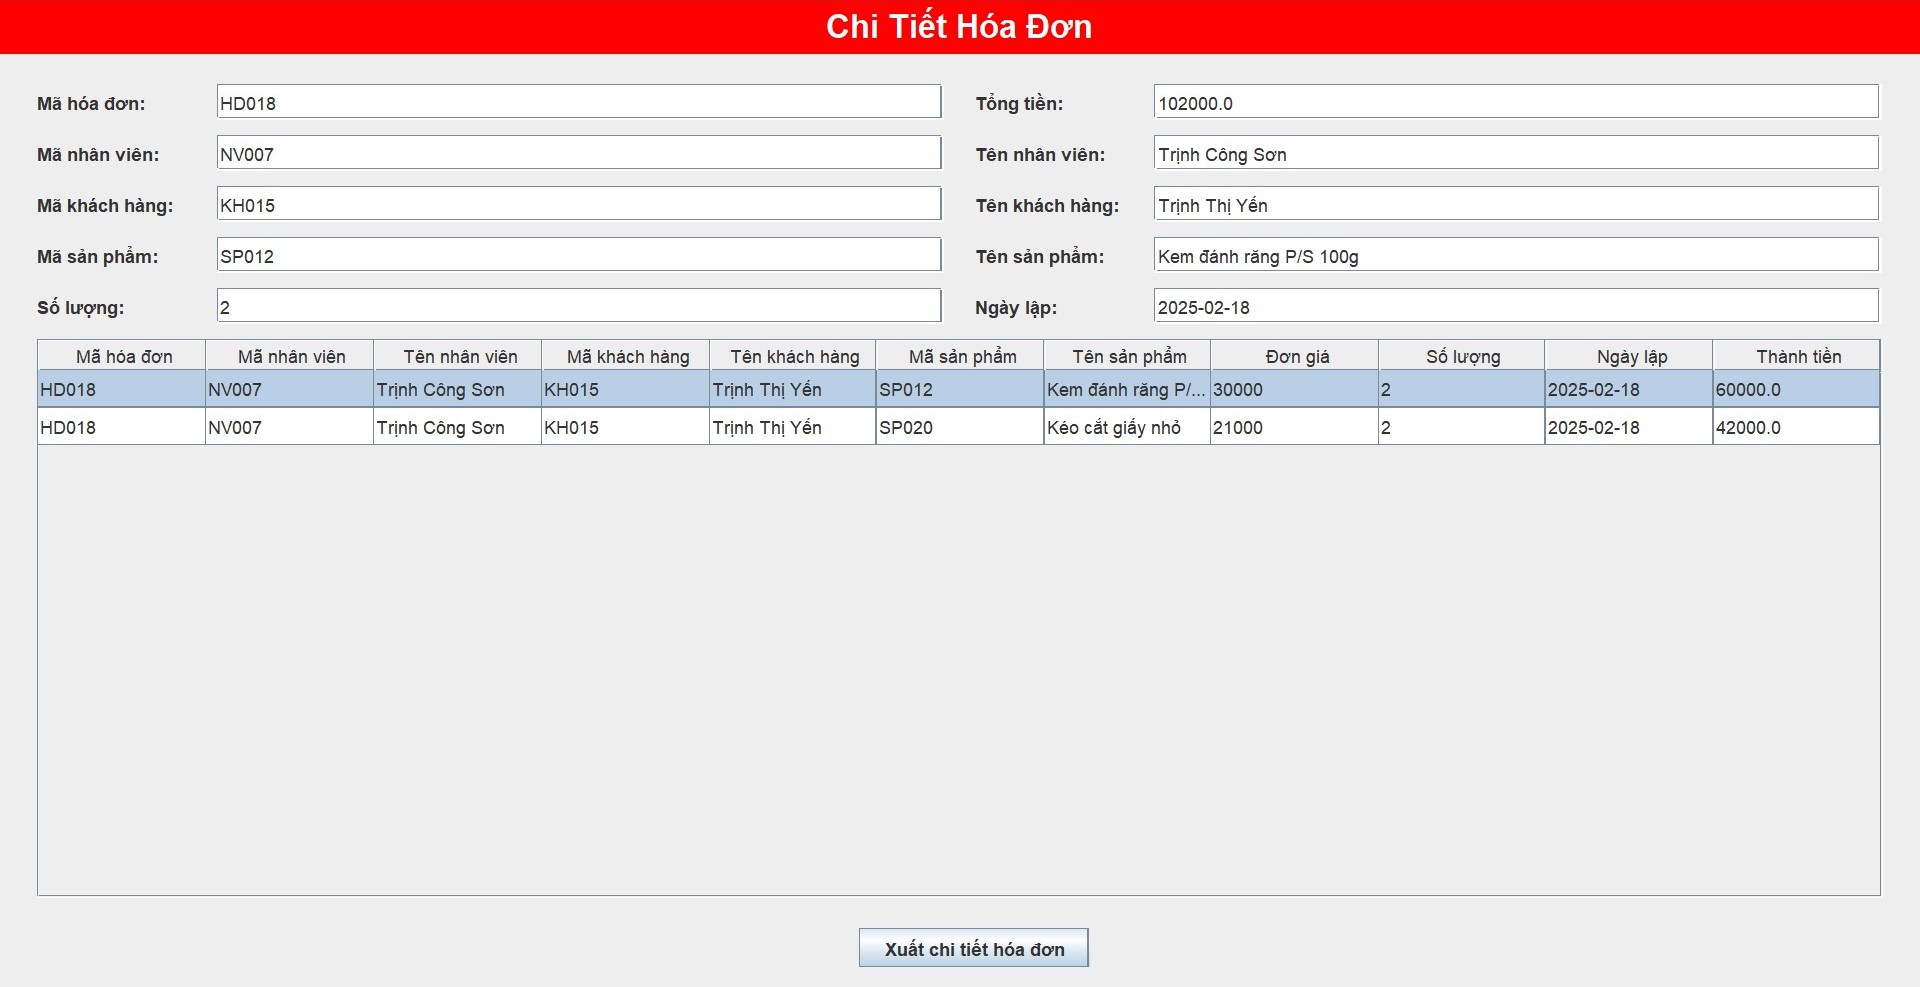 Chi Tiết Hóa Đơn
Mã hóa đơn: HD018 Tổng tiền: 102000.0
Mã nhân viên: NV007 Tên nhân viên: Trịnh Công Sơn
Mã khách hàng: KH015 Tên khách hàng: Trịnh Thị Yến
Mã sản phẩm: SP012 Tên sản phẩm: Kem đánh răng P/S 100g
Số lượng: 2 Ngày lập: 2025-02-18
Mã hóa đơn Mã nhân viên Tên nhân viên Mã khách hàng Tên khách hàng Mã sản phẩm Tên sản phẩm Đơn giá Số lượng Ngày lập Thành tiền
HD018 NV007 Trịnh Công Sơn KH015 Trịnh Thị Yến SP012 Kem đánh răng P/... 30000 2 2025-02-18 60000.0
HD018 NV007 Trịnh Công Sơn KH015 Trịnh Thị Yến SP020 Kéo cắt giấy nhỏ 21000 2 2025-02-18 42000.0
Xuất chi tiết hóa đơn